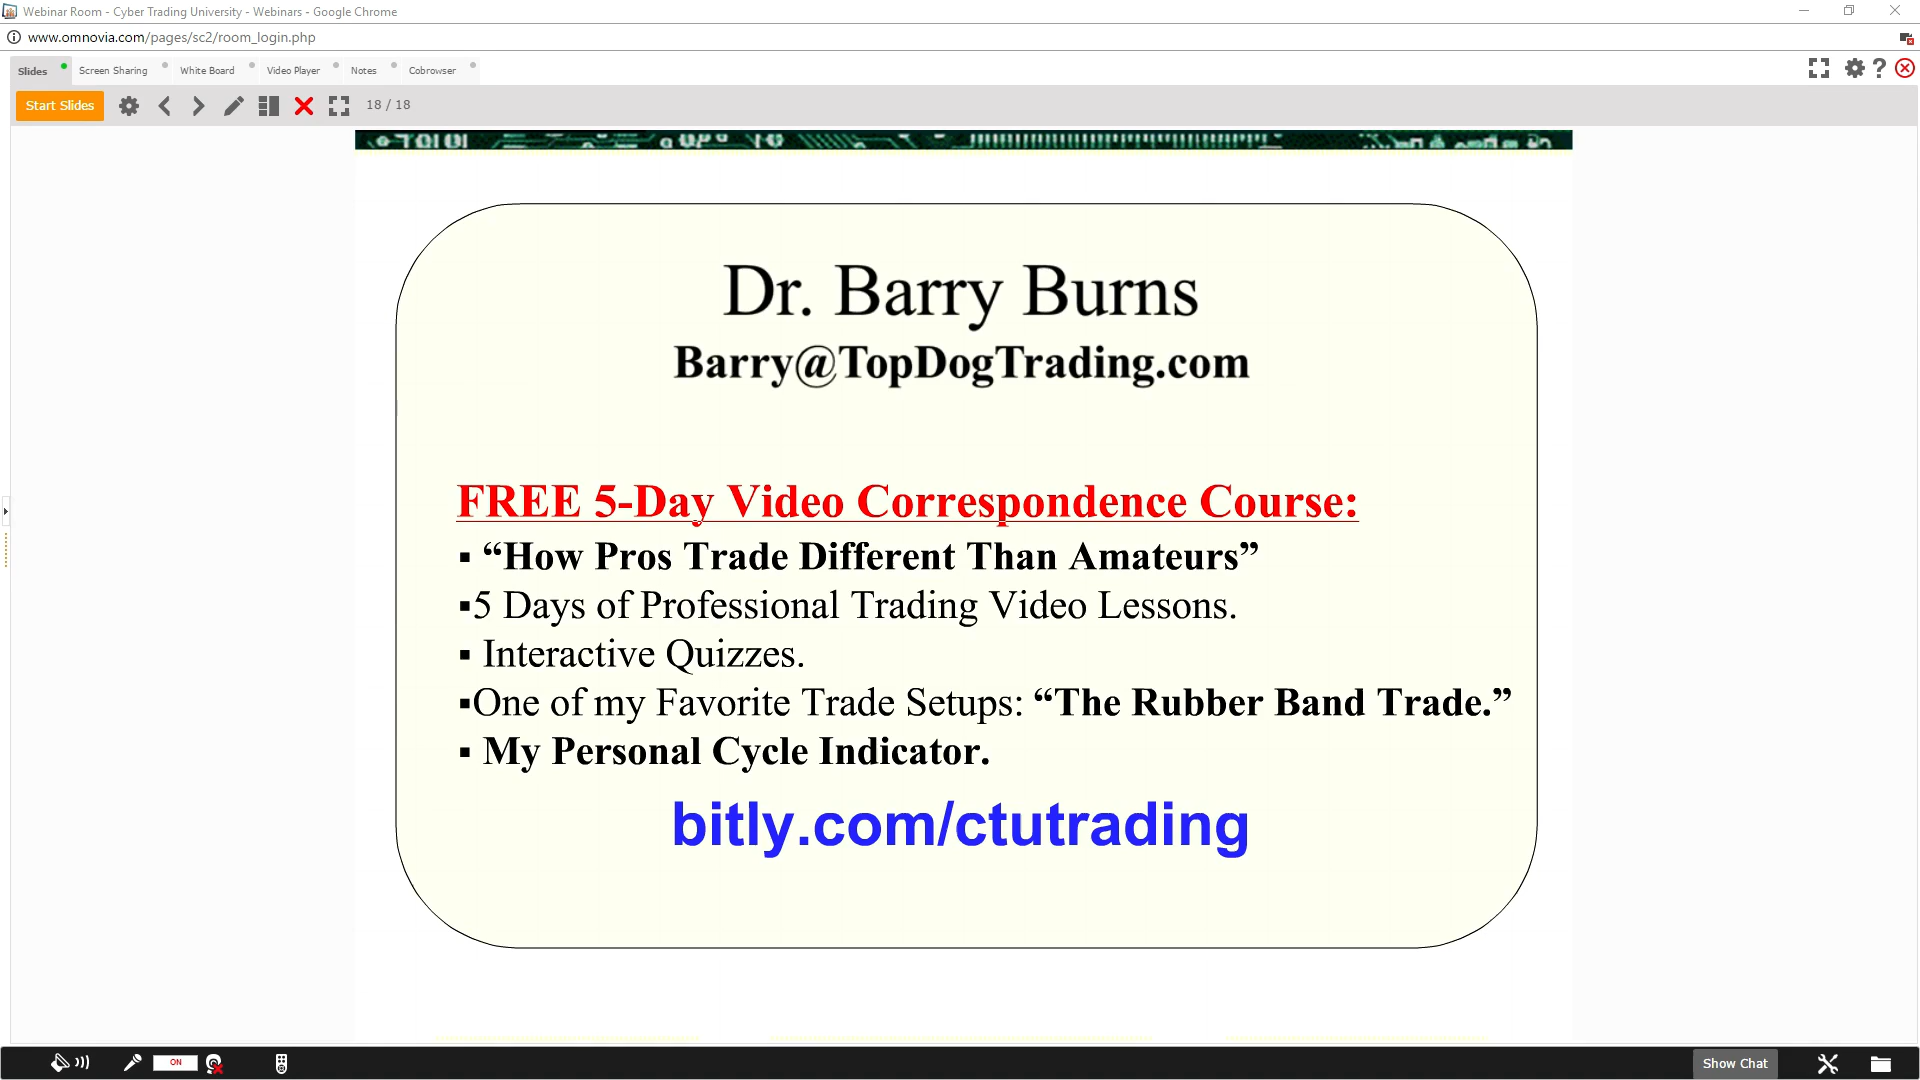 Webinar Room - Cyber Trading University - Webinars - Google Chrome
www.omnovia.com/pages/sc2/room_login.php
Slides Screen Sharing White Board Video Player Notes Cobrowser
Start Slides 18 / 18
Dr. Barry Burns
Barry@TopDogTrading.com
FREE 5-Day Video Correspondence Course:
▪ “How Pros Trade Different Than Amateurs”
▪5 Days of Professional Trading Video Lessons.
▪ Interactive Quizzes.
▪One of my Favorite Trade Setups: “The Rubber Band Trade.”
▪ My Personal Cycle Indicator.
bitly.com/ctutrading
ON Show Chat